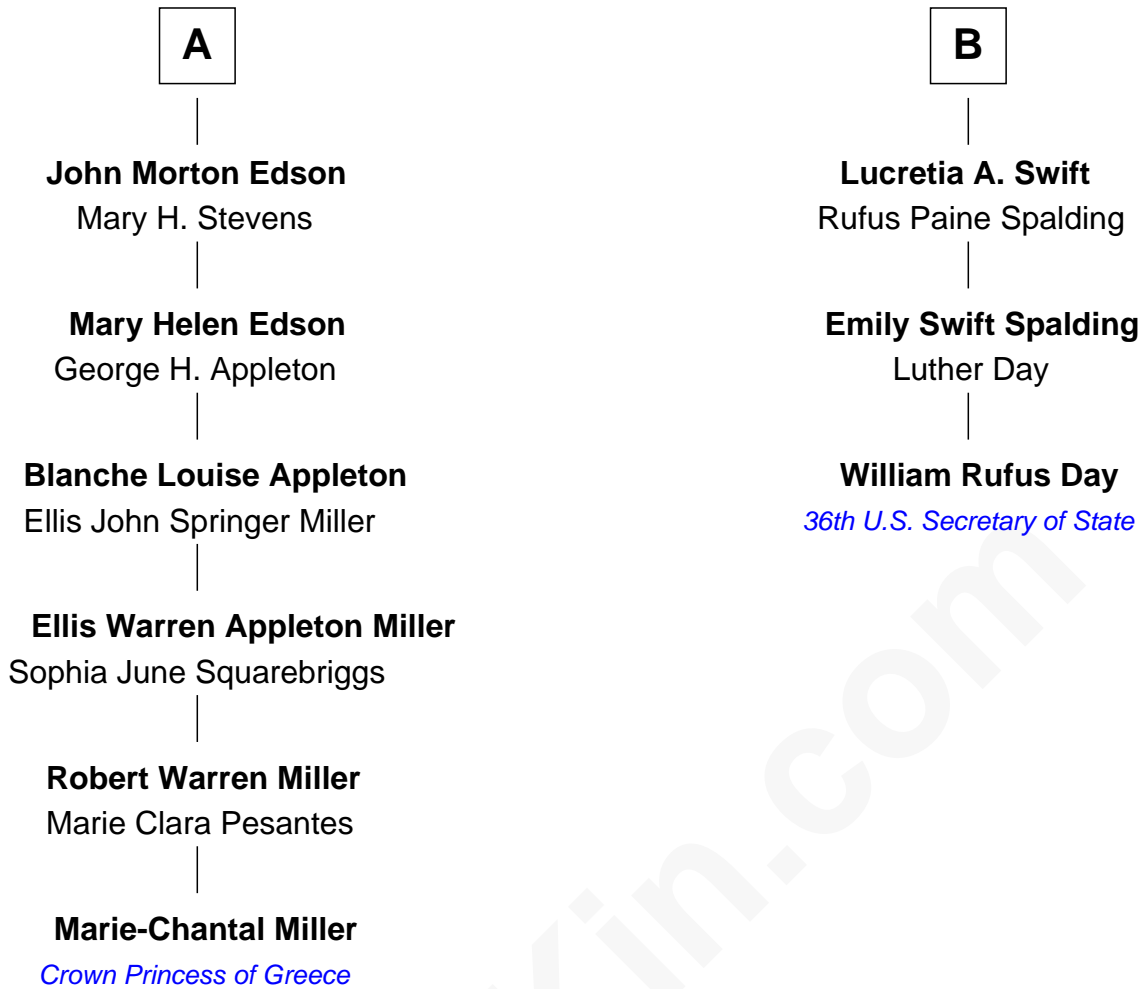 A
John Morton Edson
Mary H. Stevens
Mary Helen Edson
George H. Appleton
Blanche Louise Appleton
Ellis John Springer Miller
Ellis Warren Appleton Miller
Sophia June Squarebriggs
Robert Warren Miller
Marie Clara Pesantes
Marie-Chantal Miller
Crown Princess of Greece
B
Lucretia A. Swift
Rufus Paine Spalding
Emily Swift Spalding
Luther Day
William Rufus Day
36th U.S. Secretary of State
Kin.com